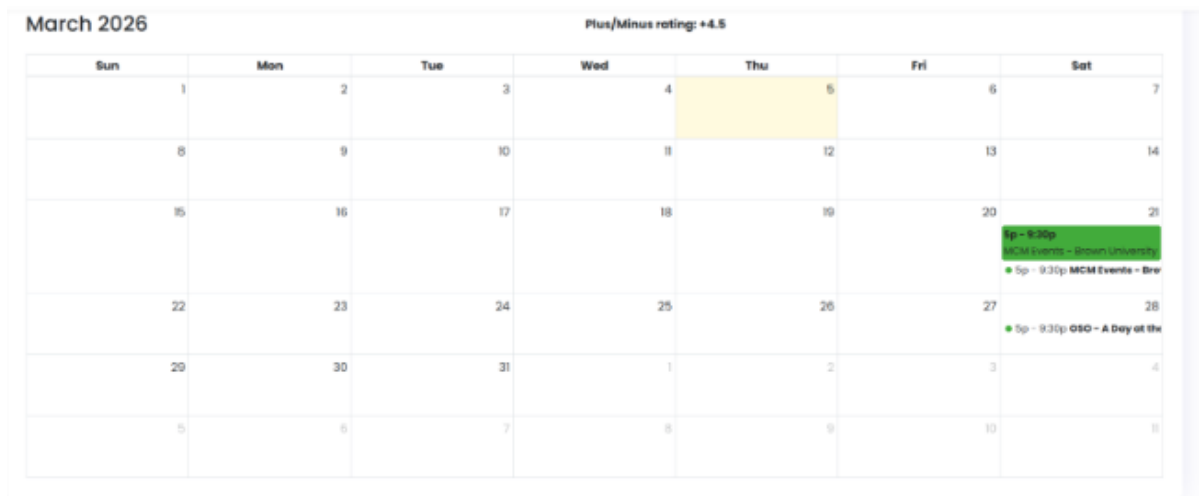 March 2026
Plus/Minus rating: +4.5
Sun Mon Tue Wed Thu Fri Sat
1 2 3 4 5 6 7
8 9 10 11 12 13 14
15 16 17 18 19 20 21
5p - 9:30p
MCM Events - Brown University
5p - 9:30p MCM Events - Bro
22 23 24 25 26 27 28
5p - 9:30p OSO - A Day at the
29 30 31 1 2 3 4
5 6 7 8 9 10 11